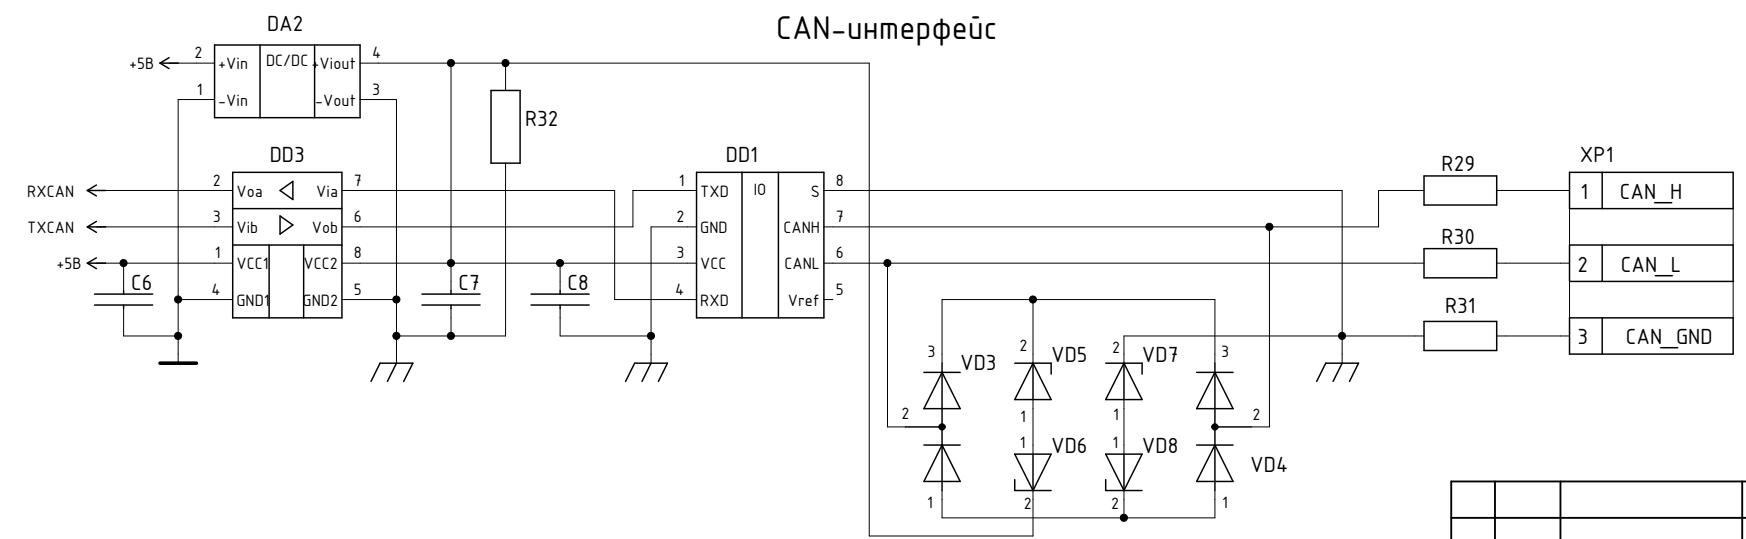 CAN-интерфейс
DA2
2 +Vin DC/DC +Viout 4
+5В
1 -Vin -Vout 3
R32
DD3
RXCAN 2 Voa Via 7
TXCAN 3 Vib Vob 6
+5В 1 VCC1 VCC2 8
4 GND1 GND2 5
C6
C7
C8
DD1
1 TXD IO S 8
2 GND CANH 7
3 VCC CANL 6
4 RXD Vref 5
R29
R30
R31
XP1
1 CAN_H
2 CAN_L
3 CAN_GND
3 VD3 2 VD5 2 VD7 3
2 1 1 2
1 VD6 1 VD8 VD4
1 2 2 1